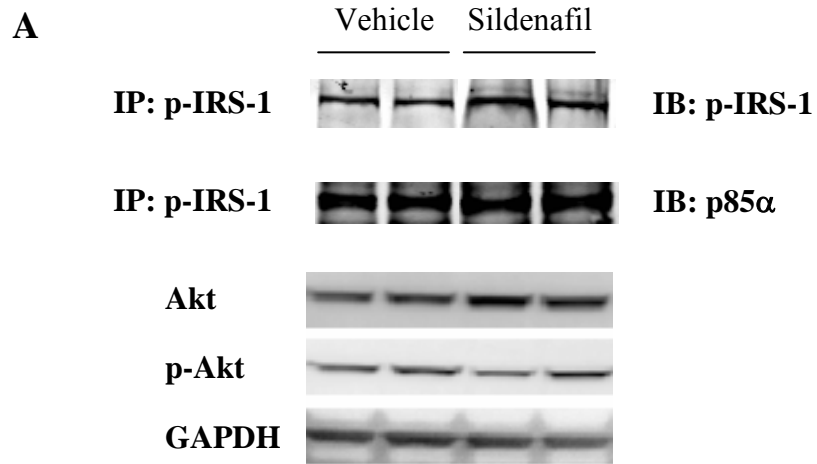 A
Vehicle Sildenafil
IP: p-IRS-1 IB: p-IRS-1
IP: p-IRS-1 IB: p85α
Akt
p-Akt
GAPDH